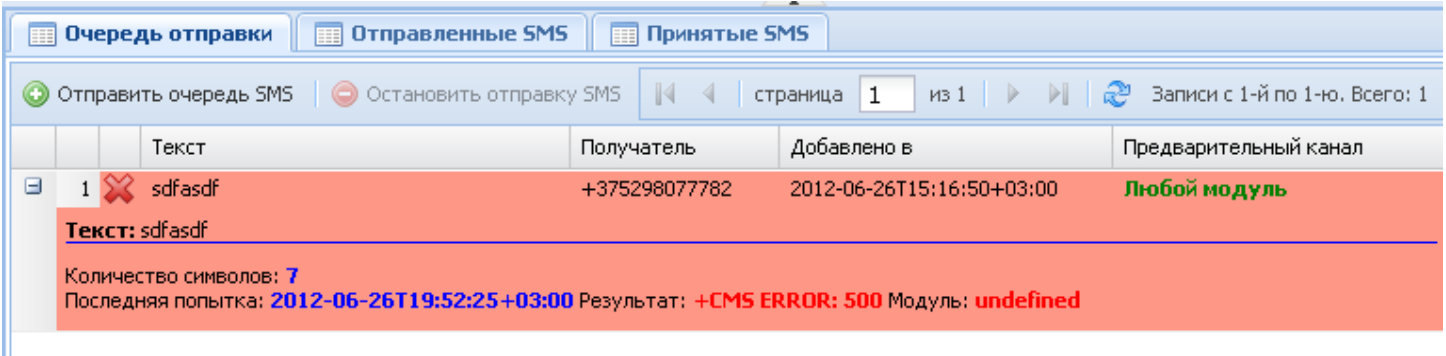 Очередь отправки Отправленные SMS Принятые SMS
Отправить очередь SMS Остановить отправку SMS страница 1 из 1 Записи с 1-й по 1-ю. Всего: 1
Текст Получатель Добавлено в Предварительный канал
1 sdfasdf +375298077782 2012-06-26T15:16:50+03:00 Любой модуль
Текст: sdfasdf
Количество символов: 7
Последняя попытка: 2012-06-26T19:52:25+03:00 Результат: +CMS ERROR: 500 Модуль: undefined